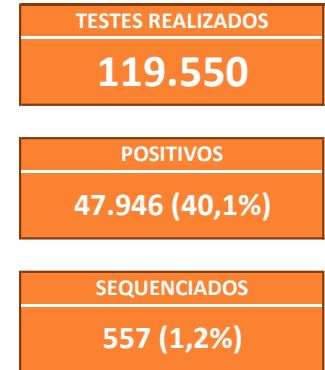 TESTES REALIZADOS
119.550
POSITIVOS
47.946 (40,1%)
SEQUENCIADOS
557 (1,2%)